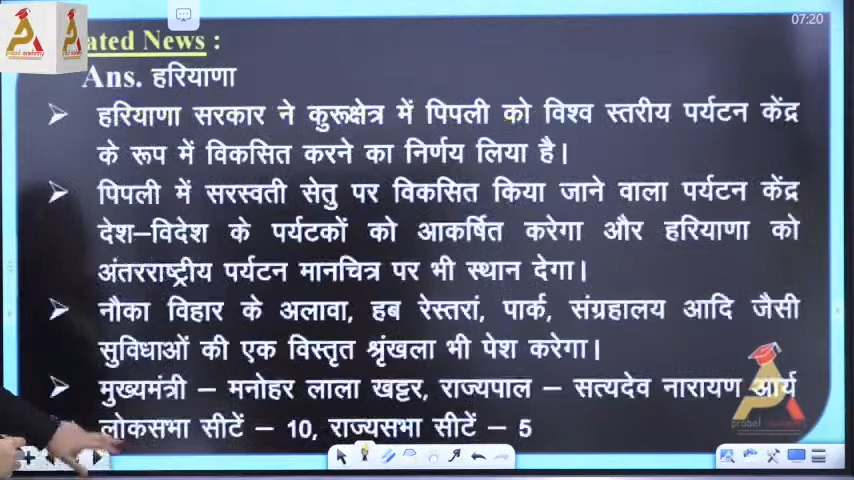 07:20
ated News :
Ans. हरियाणा
हरियाणा सरकार ने कुरूक्षेत्र में पिपली को विश्व स्तरीय पर्यटन केंद्र
के रूप में विकसित करने का निर्णय लिया है।
पिपली में सरस्वती सेतु पर विकसित किया जाने वाला पर्यटन केंद्र
देश–विदेश के पर्यटकों को आकर्षित करेगा और हरियाणा को
अंतरराष्ट्रीय पर्यटन मानचित्र पर भी स्थान देगा।
नौका विहार के अलावा, हब रेस्तरां, पार्क, संग्रहालय आदि जैसी
सुविधाओं की एक विस्तृत श्रृंखला भी पेश करेगा।
मुख्यमंत्री – मनोहर लाला खट्टर, राज्यपाल – सत्यदेव नारायण आर्य
लोकसभा सीटें – 10, राज्यसभा सीटें – 5
probel academy